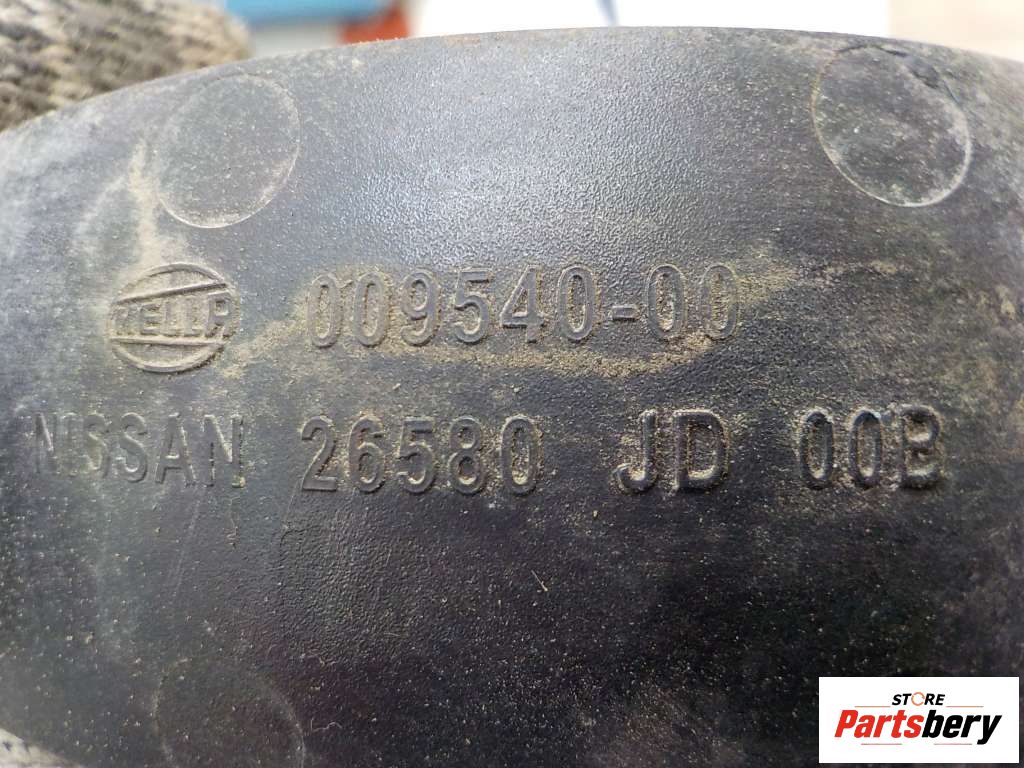 HELLA 009540-00
NISSAN 26580 JD 00B
STORE
Partsbery